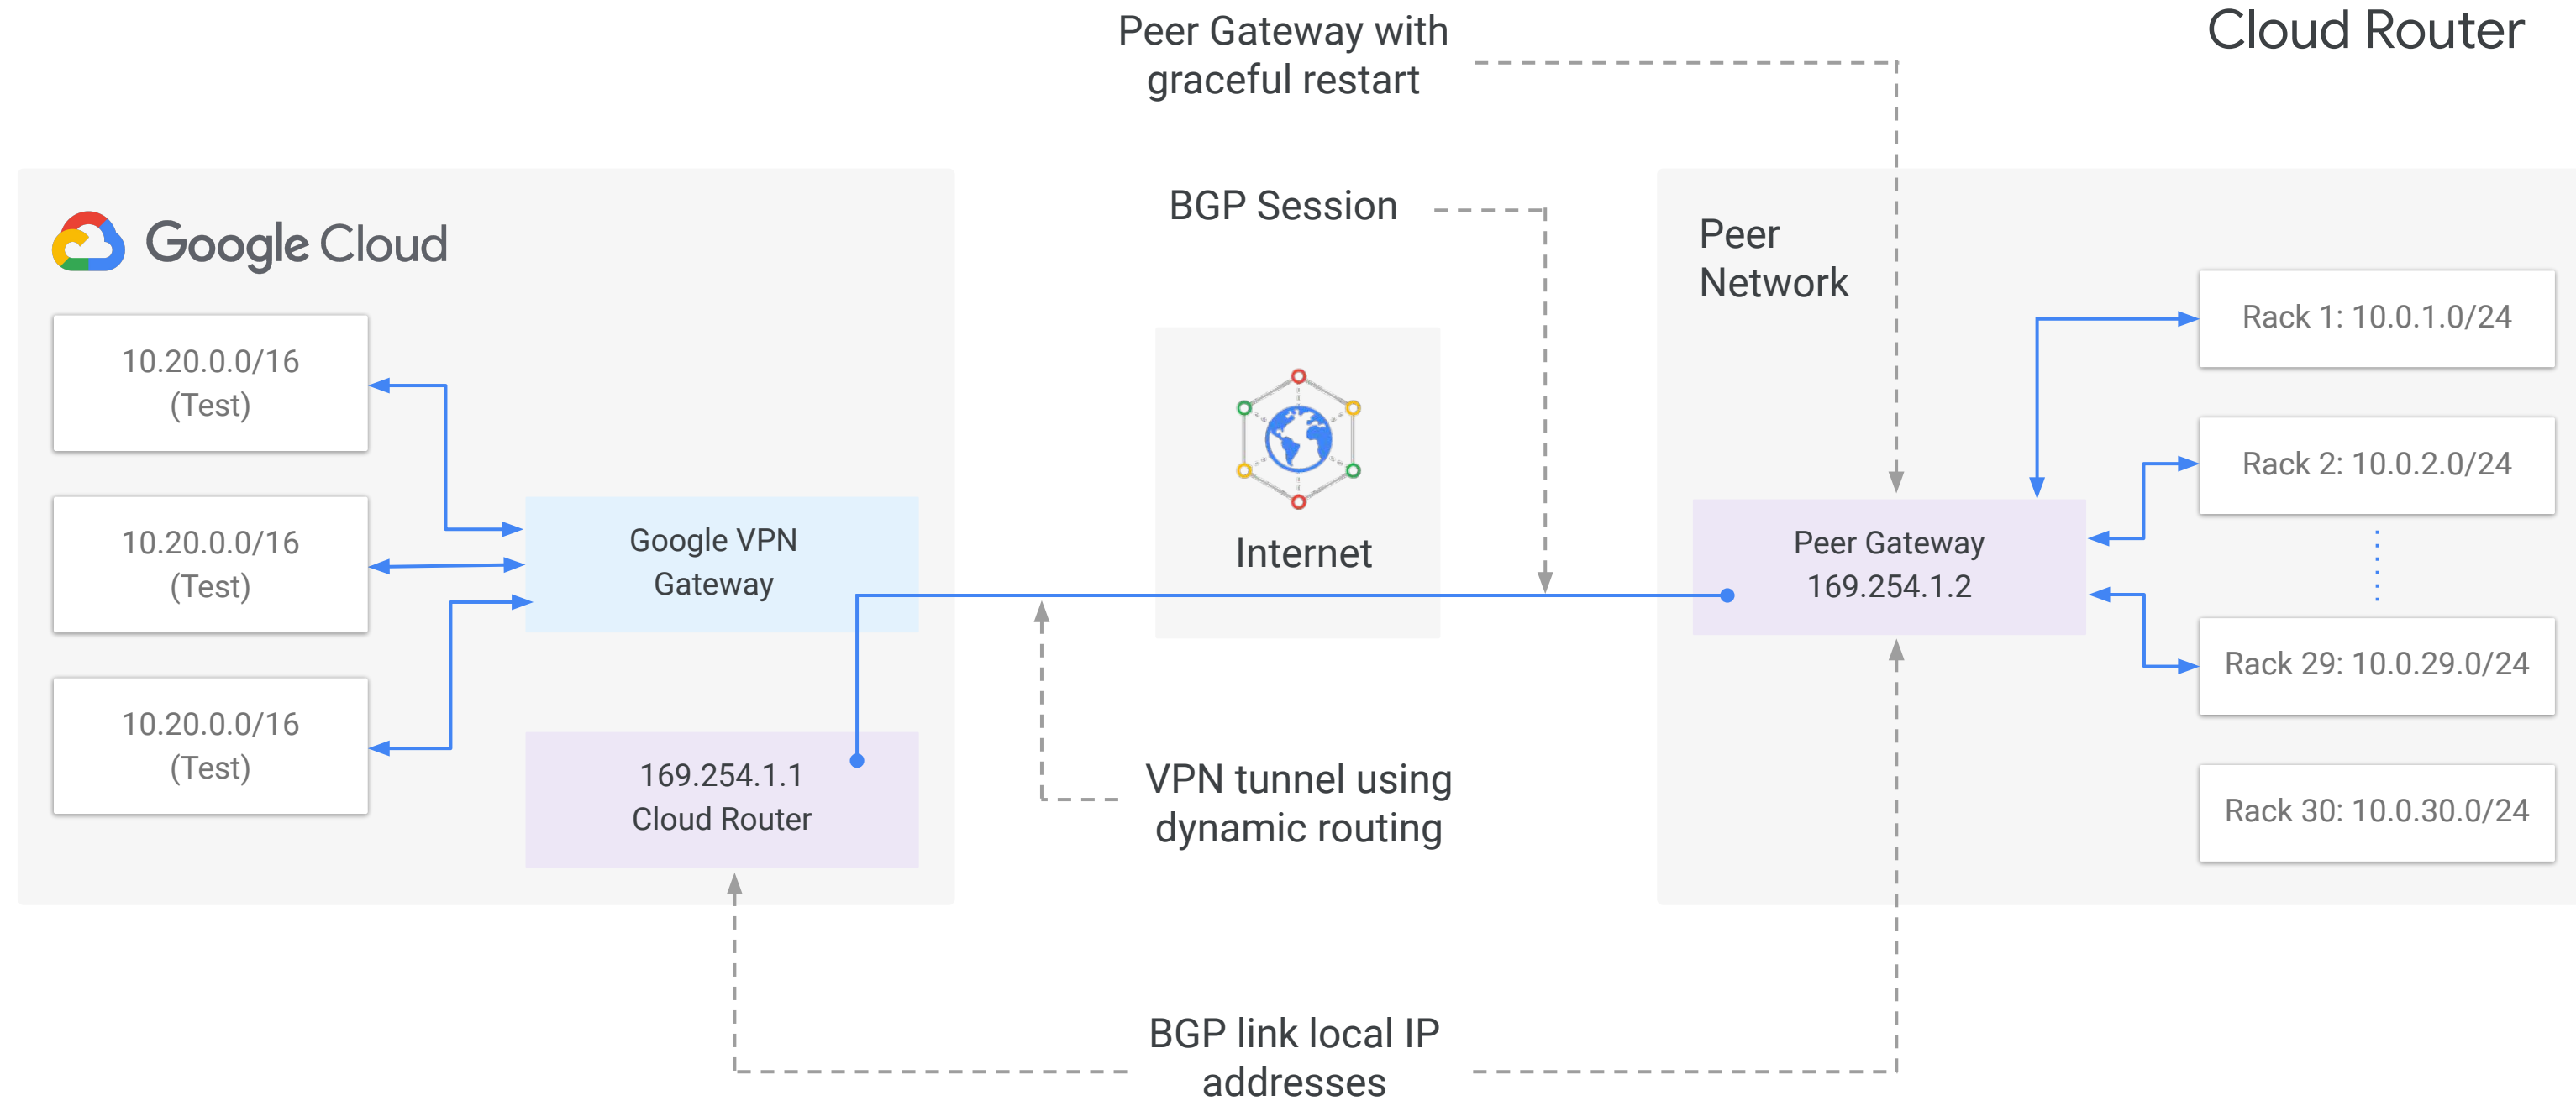 Cloud Router
Peer Gateway with
graceful restart
BGP Session
Google Cloud
10.20.0.0/16
(Test)
10.20.0.0/16
(Test)
10.20.0.0/16
(Test)
Google VPN
Gateway
169.254.1.1
Cloud Router
Internet
VPN tunnel using
dynamic routing
BGP link local IP
addresses
Peer
Network
Peer Gateway
169.254.1.2
Rack 1: 10.0.1.0/24
Rack 2: 10.0.2.0/24
Rack 29: 10.0.29.0/24
Rack 30: 10.0.30.0/24